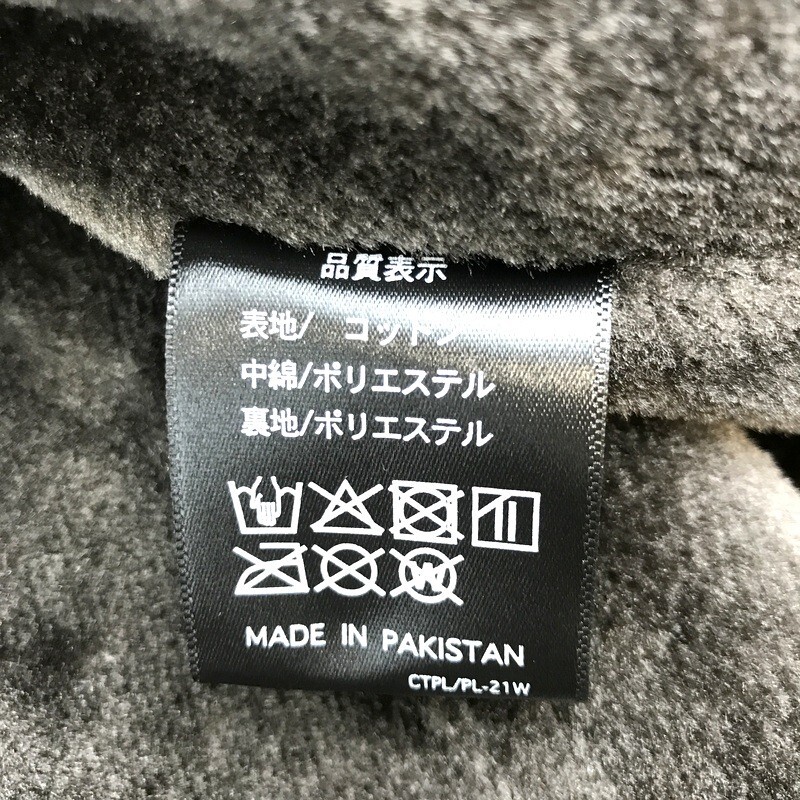 品質表示
表地/ コットン
中綿/ポリエステル
裏地/ポリエステル
W
MADE IN PAKISTAN
CTPL/PL-21W